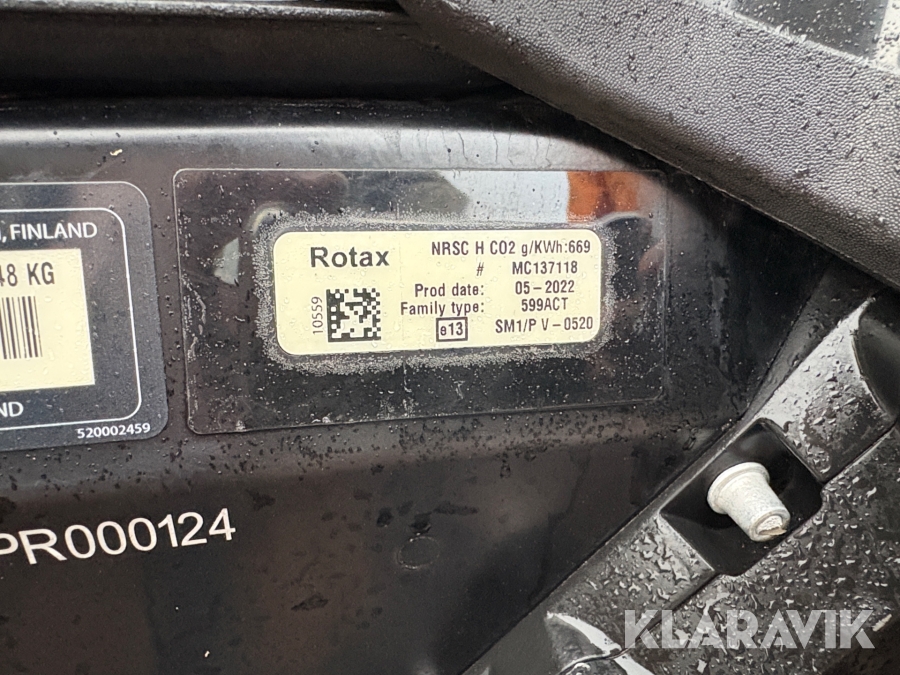 , FINLAND
48 KG
ND
520002459
Rotax
10559
NRSC H CO2 g/KWh:669
# MC137118
Prod date: 05-2022
Family type: 599ACT
e13 SM1/P V-0520
PR000124
KLARAVIK